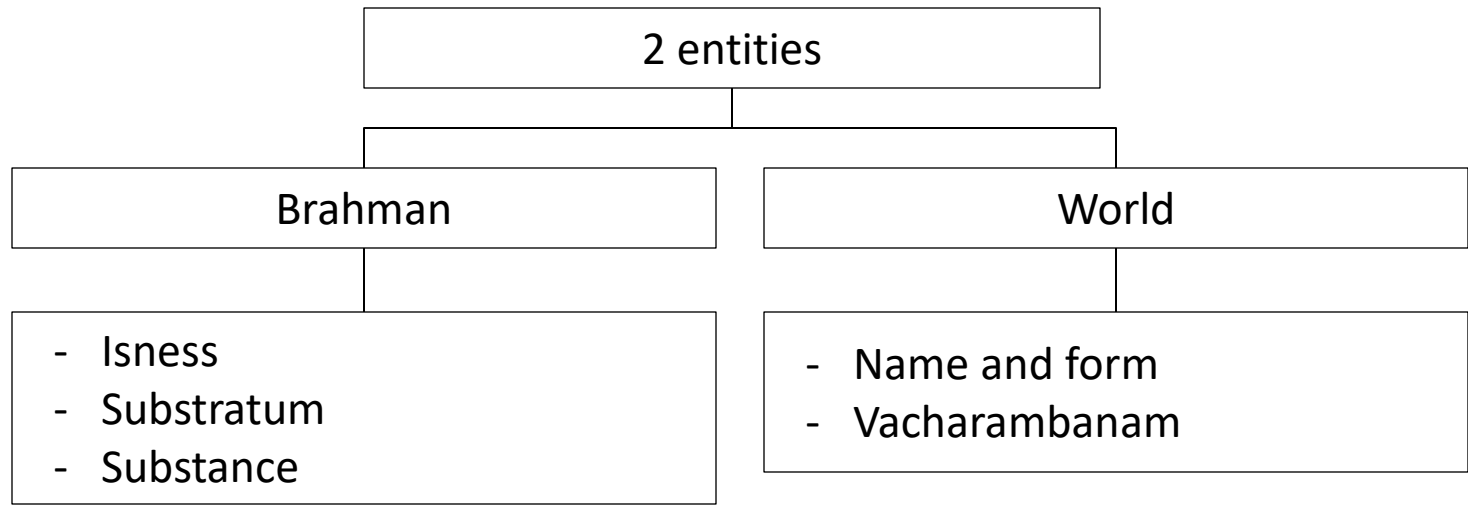 2 entities
Brahman
World
- Isness
- Substratum
- Substance
- Name and form
- Vacharambanam